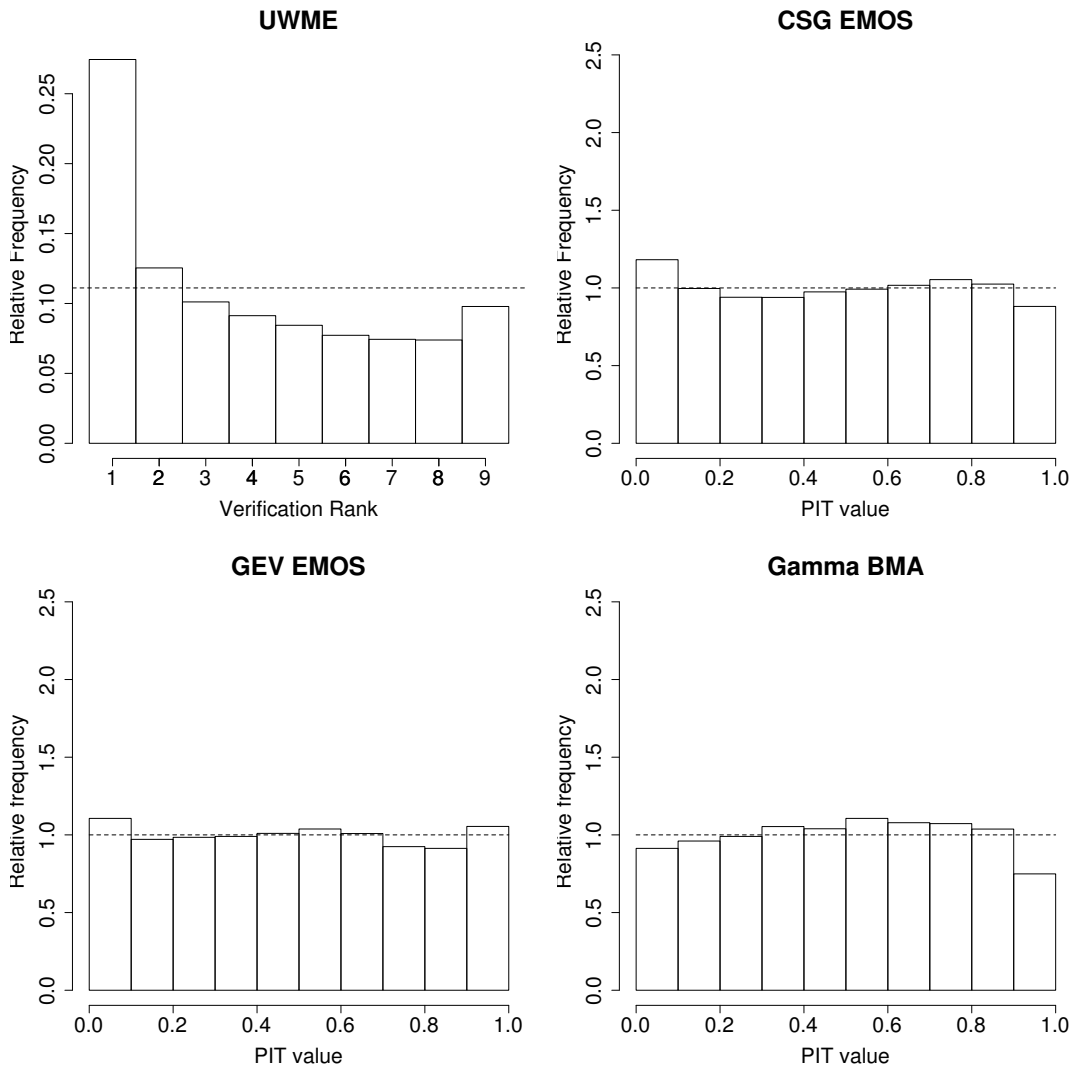 UWME
Relative Frequency
0.00 0.05 0.10 0.15 0.20 0.25
1 2 3 4 5 6 7 8 9
Verification Rank
CSG EMOS
Relative Frequency
0.0 0.5 1.0 1.5 2.0 2.5
0.0 0.2 0.4 0.6 0.8 1.0
PIT value
GEV EMOS
Relative frequency
0.0 0.5 1.0 1.5 2.0 2.5
0.0 0.2 0.4 0.6 0.8 1.0
PIT value
Gamma BMA
Relative frequency
0.0 0.5 1.0 1.5 2.0 2.5
0.0 0.2 0.4 0.6 0.8 1.0
PIT value